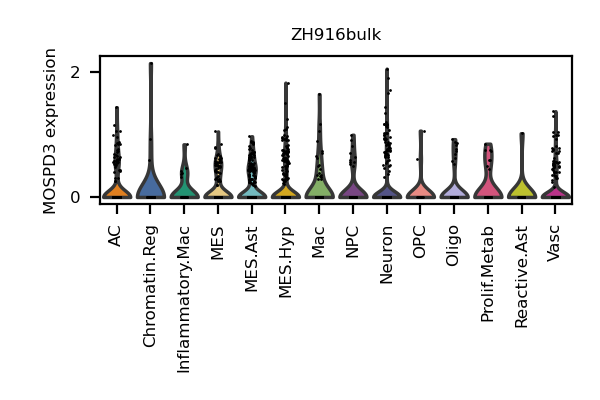 ZH916bulk
MOSPD3 expression
2
0
AC
Chromatin.Reg
Inflammatory.Mac
MES
MES.Ast
MES.Hyp
Mac
NPC
Neuron
OPC
Oligo
Prolif.Metab
Reactive.Ast
Vasc